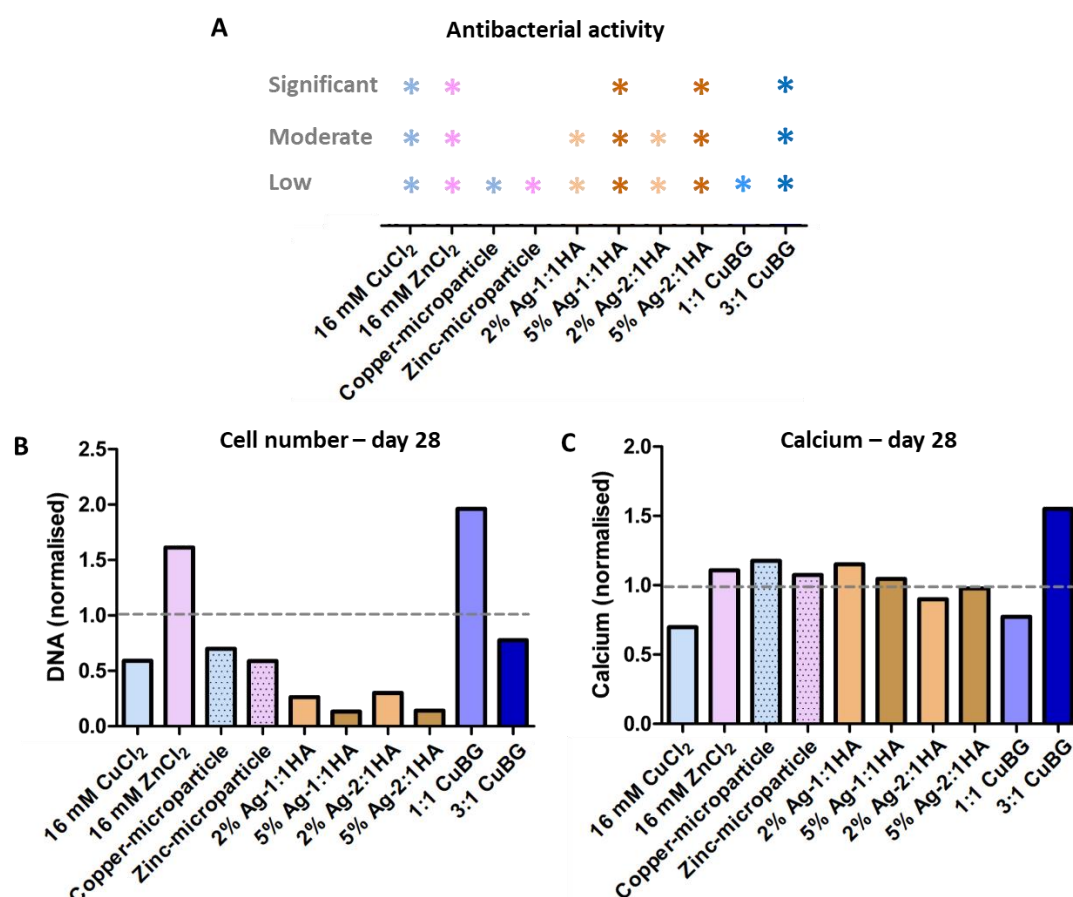 A
Antibacterial activity
Significant
Moderate
Low
16 mM CuCl₂
16 mM ZnCl₂
Copper-microparticle
Zinc-microparticle
2% Ag-1:1HA
5% Ag-1:1HA
2% Ag-2:1HA
5% Ag-2:1HA
1:1 CuBG
3:1 CuBG
B
Cell number – day 28
DNA (normalised)
2.5
2.0
1.5
1.0
0.5
0.0
16 mM CuCl₂
16 mM ZnCl₂
Copper-microparticle
Zinc-microparticle
2% Ag-1:1HA
5% Ag-1:1HA
2% Ag-2:1HA
5% Ag-2:1HA
1:1 CuBG
3:1 CuBG
C
Calcium – day 28
Calcium (normalised)
2.0
1.5
1.0
0.5
0.0
16 mM CuCl₂
16 mM ZnCl₂
Copper-microparticle
Zinc-microparticle
2% Ag-1:1HA
5% Ag-1:1HA
2% Ag-2:1HA
5% Ag-2:1HA
1:1 CuBG
3:1 CuBG